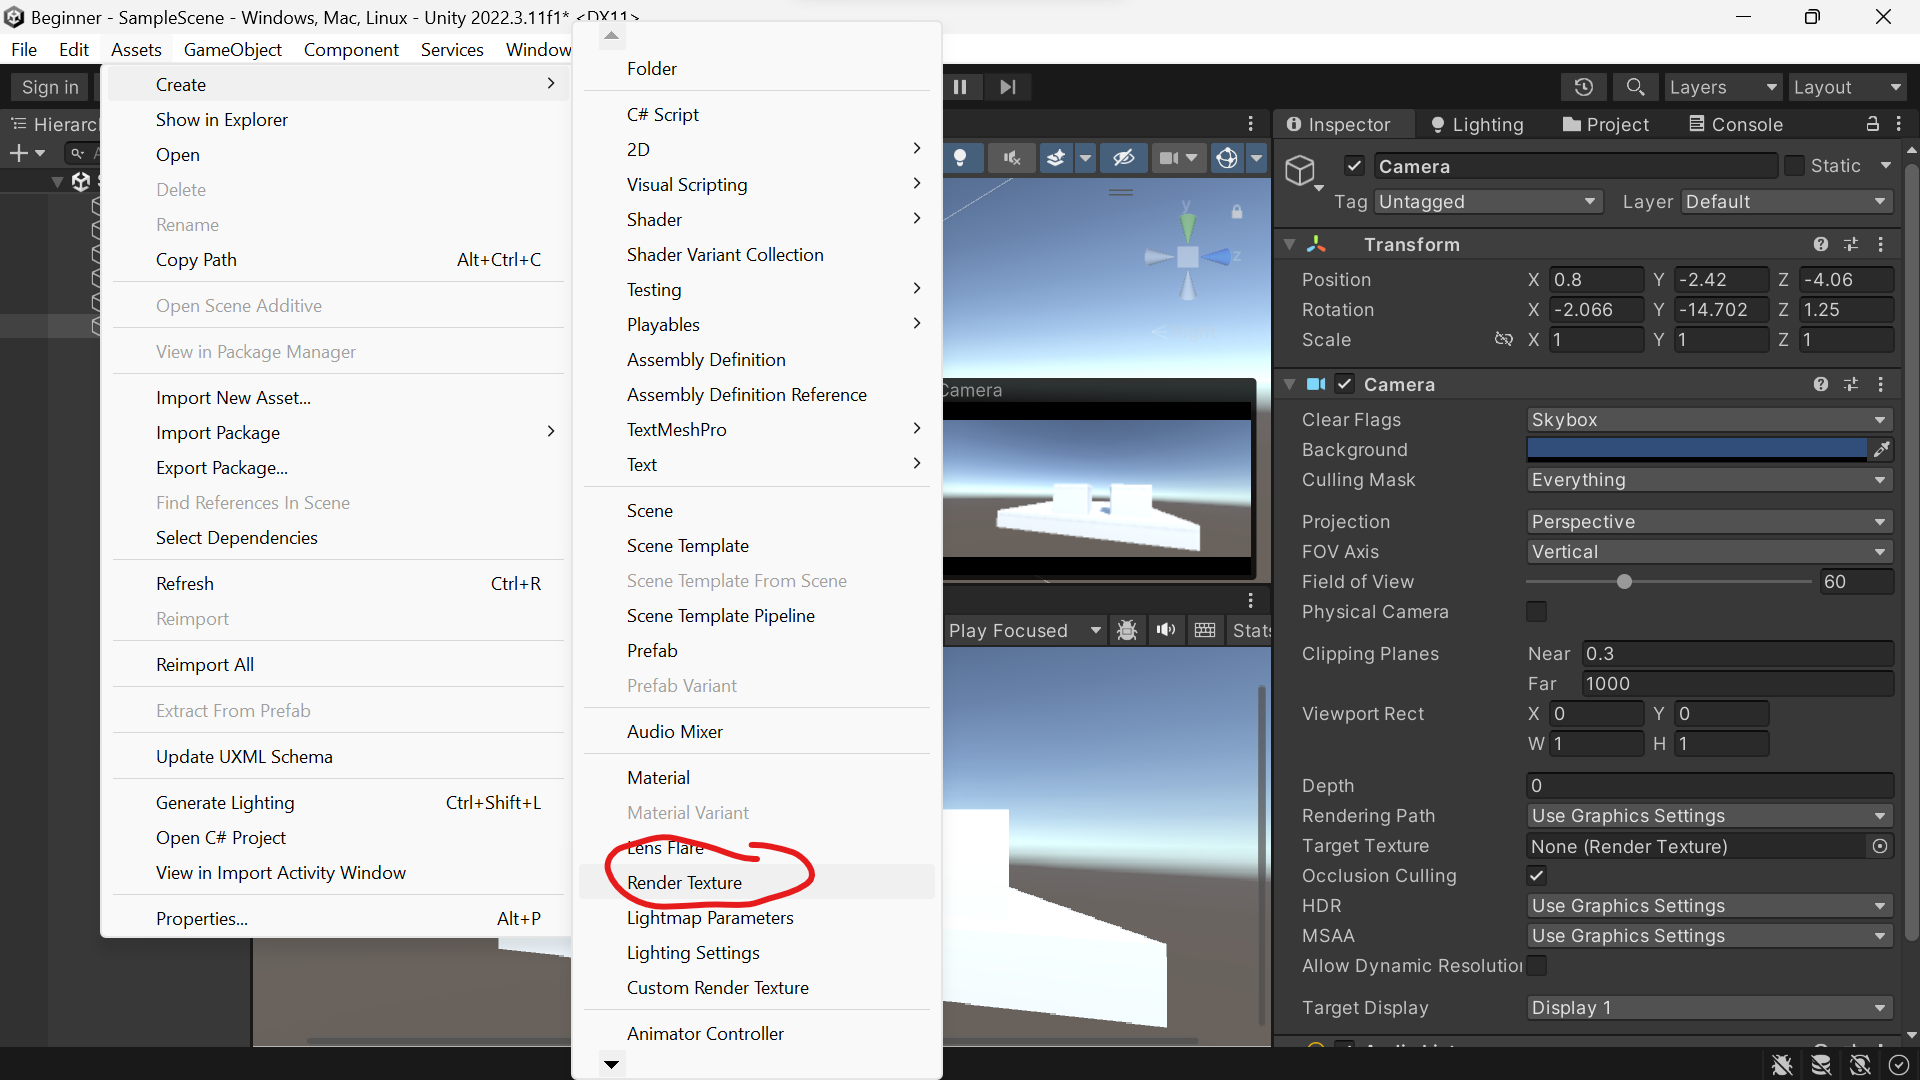 Beginner - SampleScene - Windows, Mac, Linux - Unity 2022.3.11f1* <DX11>
File Edit Assets GameObject Component Services Window
Sign in
Layers Layout
Hierarc
Create
Show in Explorer
Open
Delete
Rename
Copy Path Alt+Ctrl+C
Open Scene Additive
View in Package Manager
Import New Asset...
Import Package
Export Package...
Find References In Scene
Select Dependencies
Refresh Ctrl+R
Reimport
Reimport All
Extract From Prefab
Update UXML Schema
Generate Lighting Ctrl+Shift+L
Open C# Project
View in Import Activity Window
Properties... Alt+P
Folder
C# Script
2D
Visual Scripting
Shader
Shader Variant Collection
Testing
Playables
Assembly Definition
Assembly Definition Reference
TextMeshPro
Text
Scene
Scene Template
Scene Template From Scene
Scene Template Pipeline
Prefab
Prefab Variant
Audio Mixer
Material
Material Variant
Lens Flare
Render Texture
Lightmap Parameters
Lighting Settings
Custom Render Texture
Animator Controller
y
z
Camera
Play Focused Stats
Inspector Lighting Project Console
Camera Static
Tag Untagged Layer Default
Transform
Position X 0.8 Y -2.42 Z -4.06
Rotation X -2.066 Y -14.702 Z 1.25
Scale X 1 Y 1 Z 1
Camera
Clear Flags Skybox
Background
Culling Mask Everything
Projection Perspective
FOV Axis Vertical
Field of View 60
Physical Camera
Clipping Planes Near 0.3
Far 1000
Viewport Rect X 0 Y 0
W 1 H 1
Depth 0
Rendering Path Use Graphics Settings
Target Texture None (Render Texture)
Occlusion Culling
HDR Use Graphics Settings
MSAA Use Graphics Settings
Allow Dynamic Resolution
Target Display Display 1